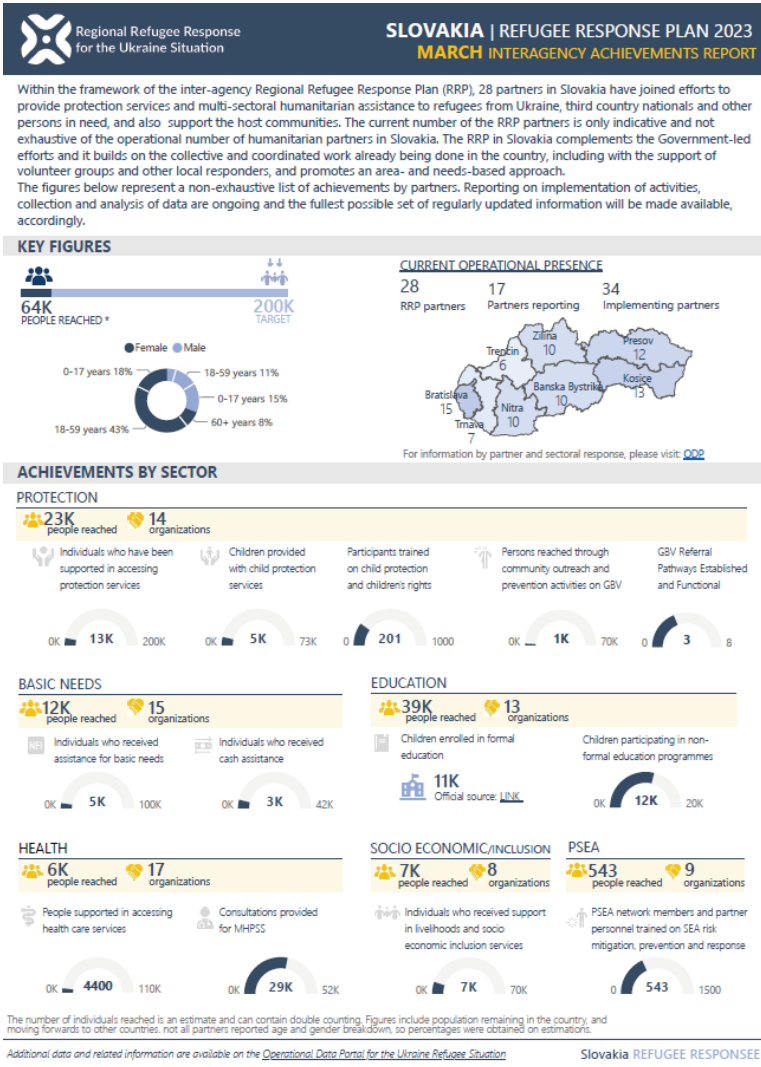 Regional Refugee Response
for the Ukraine Situation
SLOVAKIA | REFUGEE RESPONSE PLAN 2023
MARCH INTERAGENCY ACHIEVEMENTS REPORT
Within the framework of the inter-agency Regional Refugee Response Plan (RRP), 28 partners in Slovakia have joined efforts to
provide protection services and multi-sectoral humanitarian assistance to refugees from Ukraine, third country nationals and other
persons in need, and also support the host communities. The current number of the RRP partners is only indicative and not
exhaustive of the operational number of humanitarian partners in Slovakia. The RRP in Slovakia complements the Government-led
efforts and it builds on the collective and coordinated work already being done in the country, including with the support of
volunteer groups and other local responders, and promotes an area- and needs-based approach.
The figures below represent a non-exhaustive list of achievements by partners. Reporting on implementation of activities,
collection and analysis of data are ongoing and the fullest possible set of regularly updated information will be made available,
accordingly.
KEY FIGURES
64K
PEOPLE REACHED *
200K
TARGET
Female Male
0-17 years 18%
18-59 years 11%
0-17 years 15%
60+ years 8%
18-59 years 43%
CURRENT OPERATIONAL PRESENCE
28
RRP partners
17
Partners reporting
34
Implementing partners
Zilina
10
Presov
12
Trencin
6
Kosice
13
Banska Bystrika
10
Bratislava
15
Nitra
10
Trnava
7
For information by partner and sectoral response, please visit: ODP
ACHIEVEMENTS BY SECTOR
PROTECTION
23K
people reached
14
organizations
Individuals who have been
supported in accessing
protection services
0K 13K 200K
Children provided
with child protection
services
0K 5K 73K
Participants trained
on child protection
and children's rights
0 201 1000
Persons reached through
community outreach and
prevention activities on GBV
0K 1K 70K
GBV Referral
Pathways Established
and Functional
0 3 8
BASIC NEEDS
12K
people reached
15
organizations
NFI
Individuals who received
assistance for basic needs
0K 5K 100K
Individuals who received
cash assistance
0K 3K 42K
EDUCATION
39K
people reached
13
organizations
Children enrolled in formal
education
11K
Official source: LINK
Children participating in non-
formal education programmes
0K 12K 20K
HEALTH
6K
people reached
17
organizations
People supported in accessing
health care services
0K 4400 110K
Consultations provided
for MHPSS
0K 29K 52K
SOCIO ECONOMIC/INCLUSION
7K
people reached
8
organizations
Individuals who received support
in livelihoods and socio
economic inclusion services
0K 7K 70K
PSEA
543
people reached
9
organizations
PSEA network members and partner
personnel trained on SEA risk
mitigation, prevention and response
0 543 1500
The number of individuals reached is an estimate and can contain double counting. Figures include population remaining in the country, and
moving forwards to other countries. not all partners reported age and gender breakdown, so percentages were obtained on estimations.
Additional data and related information are available on the Operational Data Portal for the Ukraine Refugee Situation
Slovakia REFUGEE RESPONSEE